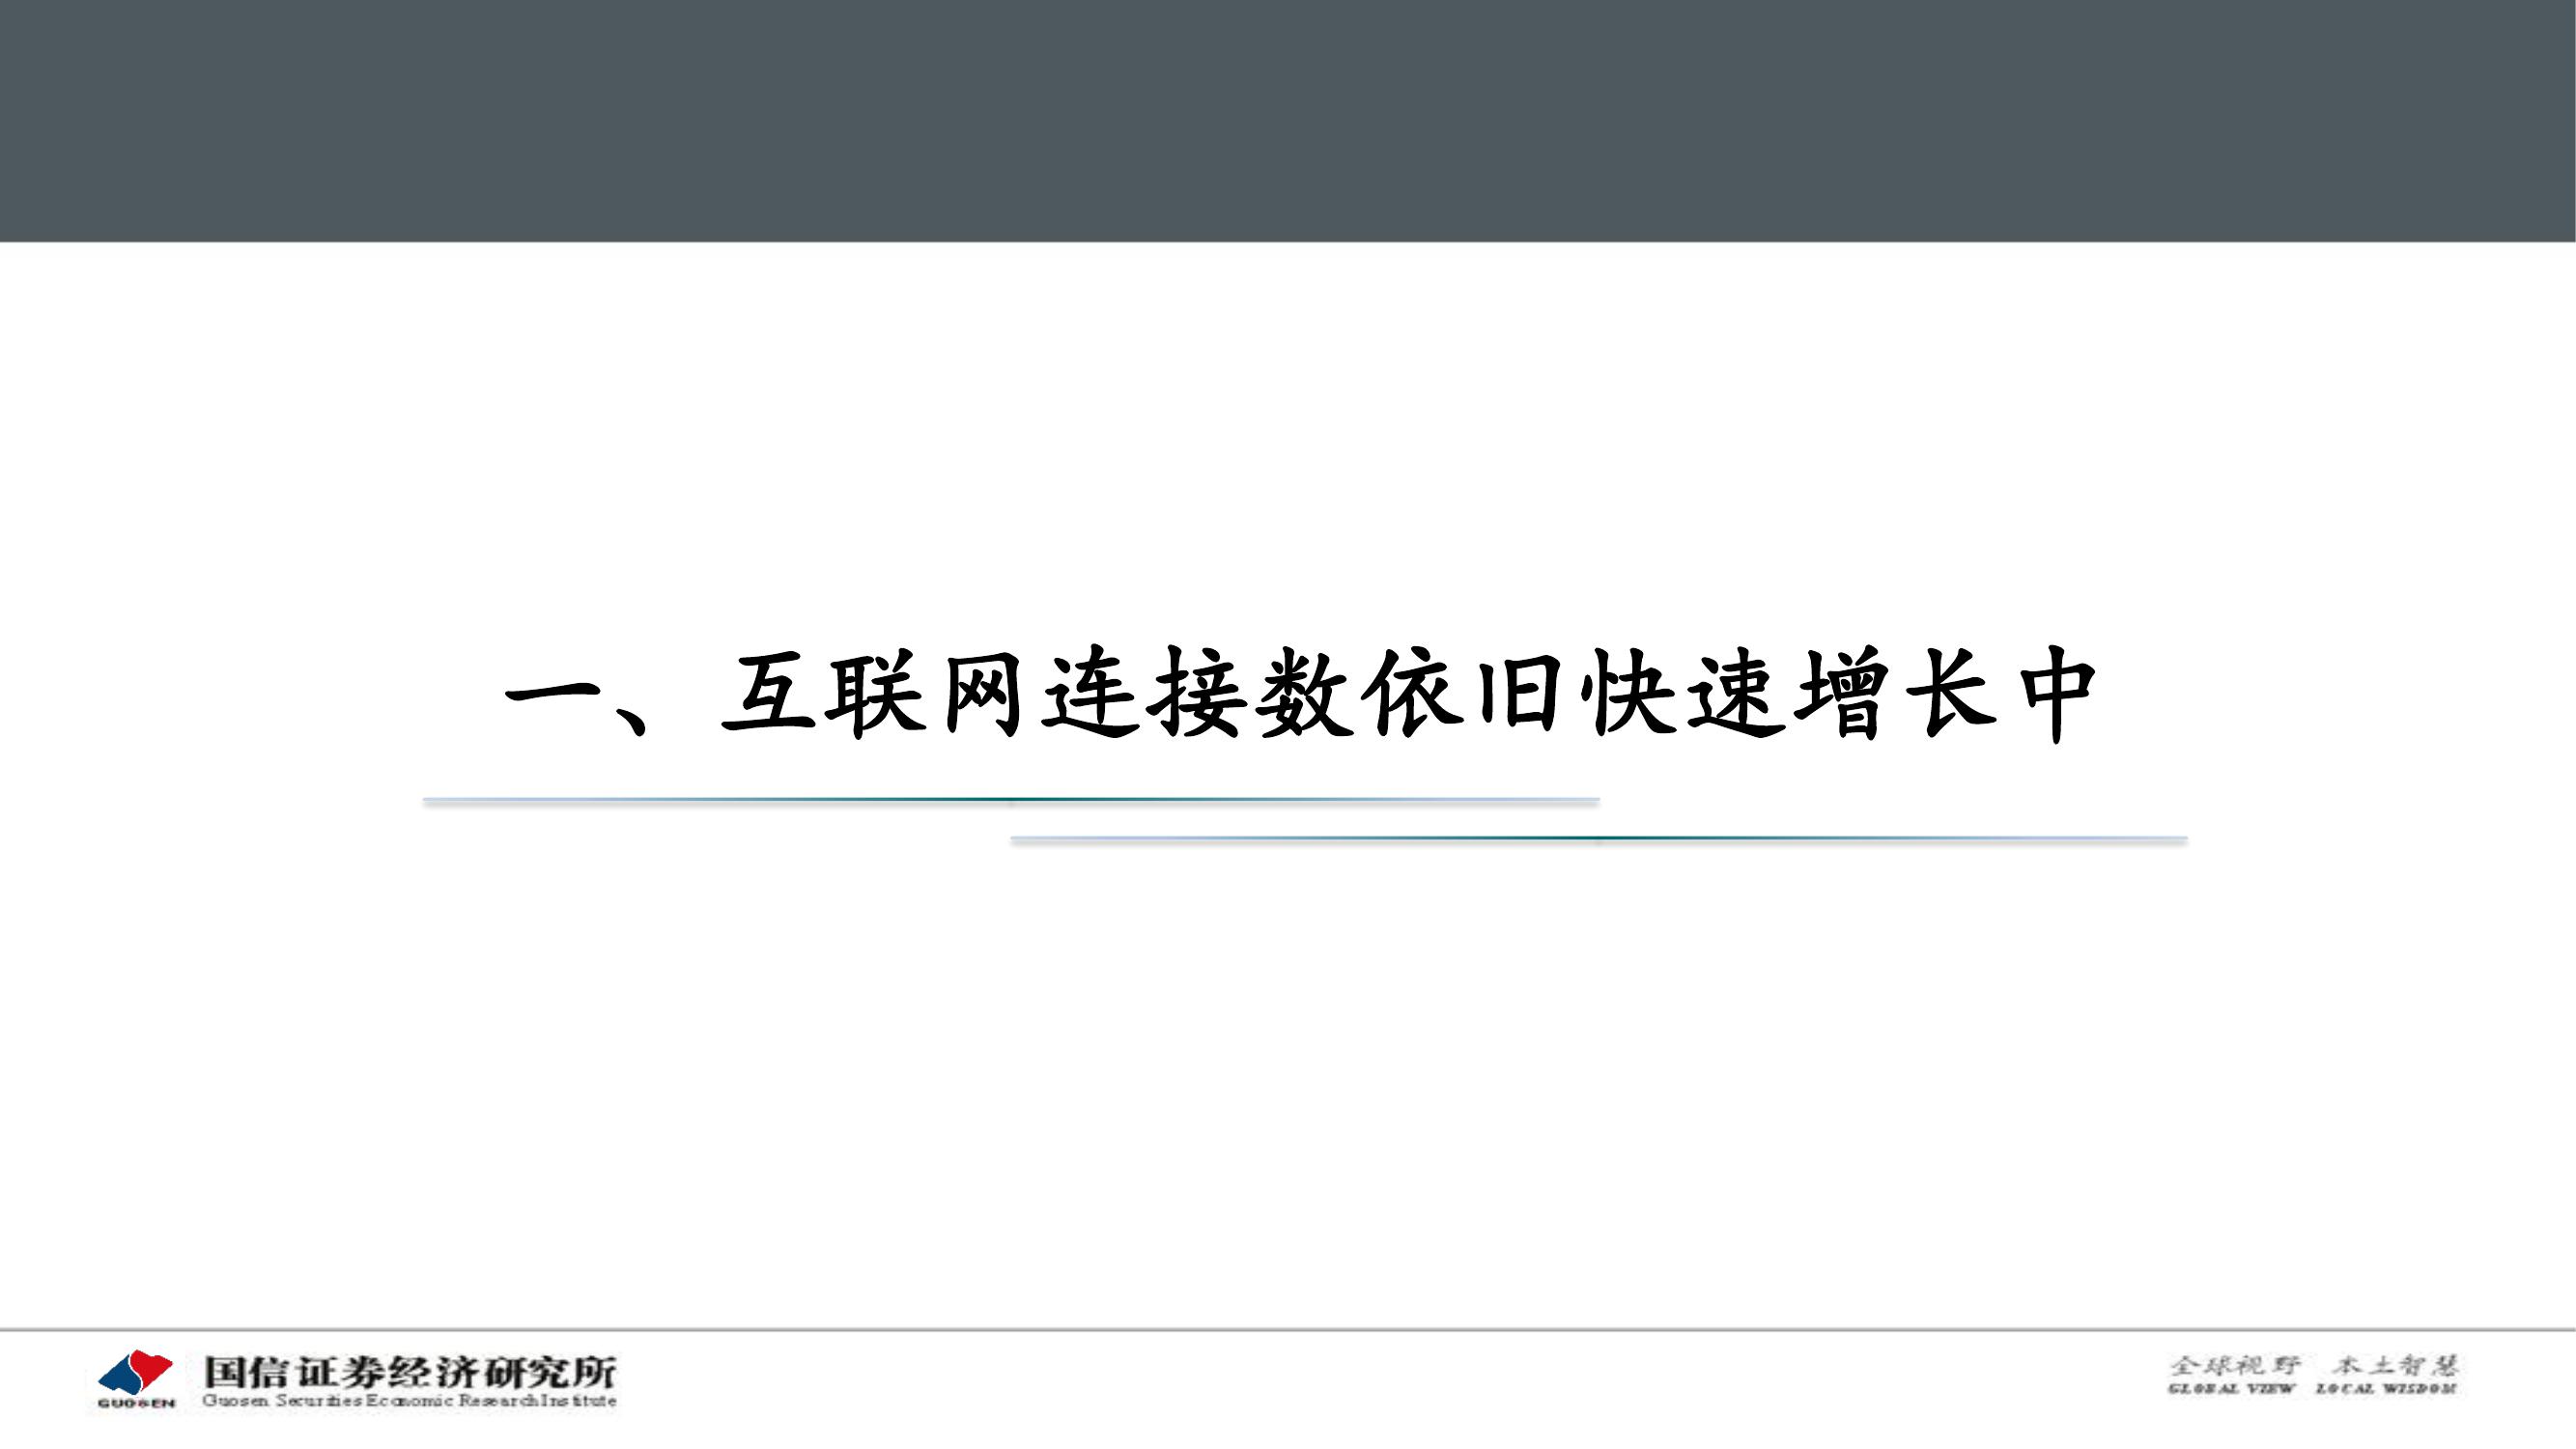 一、互联网连接数依旧快速增长中
GUOSEN
国信证券经济研究所
Guosen Securities Economic Research Institute
全球视野 本土智慧
GLOBAL VIEW LOCAL WISDOM